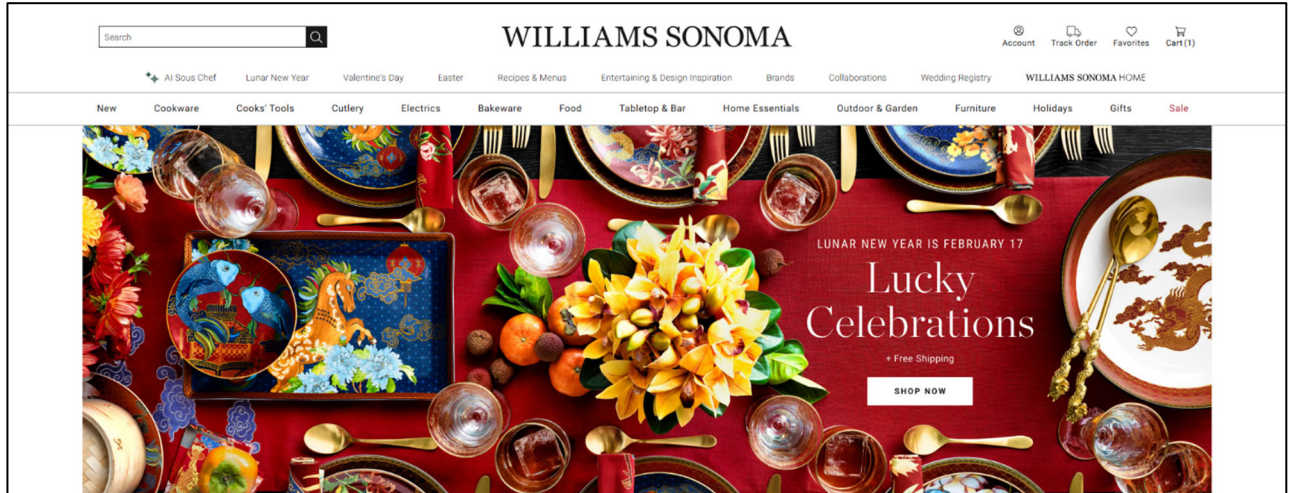 Search
WILLIAMS SONOMA
Account Track Order Favorites Cart (1)
AI Sous Chef Lunar New Year Valentine's Day Easter Recipes & Menus Entertaining & Design Inspiration Brands Collaborations Wedding Registry WILLIAMS SONOMA HOME
New Cookware Cooks' Tools Cutlery Electrics Bakeware Food Tabletop & Bar Home Essentials Outdoor & Garden Furniture Holidays Gifts Sale
LUNAR NEW YEAR IS FEBRUARY 17
Lucky
Celebrations
+ Free Shipping
SHOP NOW